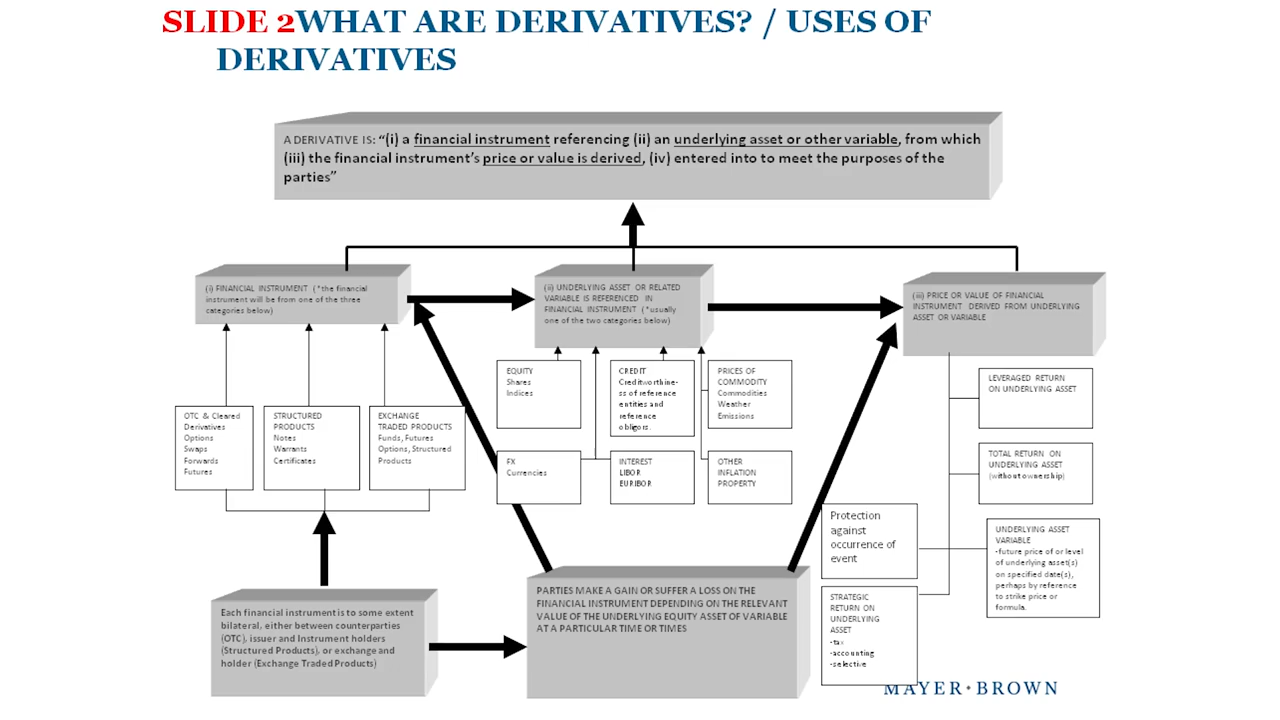 SLIDE 2WHAT ARE DERIVATIVES? / USES OF
DERIVATIVES
A DERIVATIVE IS: “(i) a financial instrument referencing (ii) an underlying asset or other variable, from which
(iii) the financial instrument’s price or value is derived, (iv) entered into to meet the purposes of the
parties”
(i) FINANCIAL INSTRUMENT (*the financial
instrument will be from one of the three
categories below)
(ii) UNDERLYING ASSET OR RELATED
VARIABLE IS REFERENCED IN
FINANCIAL INSTRUMENT (*usually
one of the two categories below)
(iii) PRICE OR VALUE OF FINANCIAL
INSTRUMENT DERIVED FROM UNDERLYING
ASSET OR VARIABLE
OTC & Cleared
Derivatives
Options
Swaps
Forwards
Futures
STRUCTURED
PRODUCTS
Notes
Warrants
Certificates
EXCHANGE
TRADED PRODUCTS
Funds, Futures
Options, Structured
Products
EQUITY
Shares
Indices
CREDIT
Creditworthine-
ss of reference
entities and
reference
obligors.
PRICES OF
COMMODITY
Commodities
Weather
Emissions
FX
Currencies
INTEREST
LIBOR
EURIBOR
OTHER
INFLATION
PROPERTY
LEVERAGED RETURN
ON UNDERLYING ASSET
TOTAL RETURN ON
UNDERLYING ASSET
(without ownership)
Protection
against
occurrence of
event
UNDERLYING ASSET
VARIABLE
-future price of or level
of underlying asset(s)
on specified date(s),
perhaps by reference
to strike price or
formula.
STRATEGIC
RETURN ON
UNDERLYING
ASSET
-tax
-accounting
-selective
Each financial instrument is to some extent
bilateral, either between counterparties
(OTC), issuer and Instrument holders
(Structured Products), or exchange and
holder (Exchange Traded Products)
PARTIES MAKE A GAIN OR SUFFER A LOSS ON THE
FINANCIAL INSTRUMENT DEPENDING ON THE RELEVANT
VALUE OF THE UNDERLYING EQUITY ASSET OF VARIABLE
AT A PARTICULAR TIME OR TIMES
MAYER•BROWN